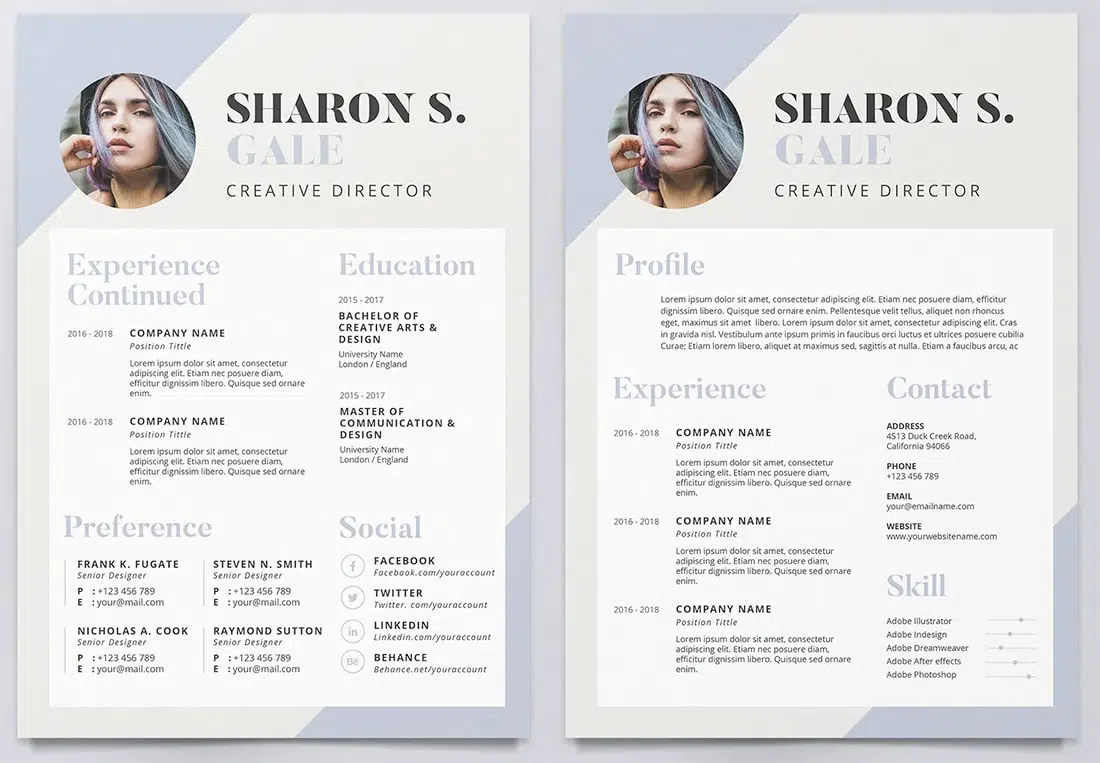 SHARON S.
GALE
CREATIVE DIRECTOR
Experience
Continued
2016 - 2018
COMPANY NAME
Position Tittle
Lorem ipsum dolor sit amet, consectetur
adipiscing elit. Etiam nec posuere diam,
efficitur dignissim libero. Quisque sed ornare
enim.
2016 - 2018
COMPANY NAME
Position Tittle
Lorem ipsum dolor sit amet, consectetur
adipiscing elit. Etiam nec posuere diam,
efficitur dignissim libero. Quisque sed ornare
enim.
Education
2015 - 2017
BACHELOR OF
CREATIVE ARTS &
DESIGN
University Name
London / England
2015 - 2017
MASTER OF
COMMUNICATION &
DESIGN
University Name
London / England
Preference
FRANK K. FUGATE
Senior Designer
P : +123 456 789
E : your@mail.com
STEVEN N. SMITH
Senior Designer
P : +123 456 789
E : your@mail.com
NICHOLAS A. COOK
Senior Designer
P : +123 456 789
E : your@mail.com
RAYMOND SUTTON
Senior Designer
P : +123 456 789
E : your@mail.com
Social
f
FACEBOOK
Facebook.com/youraccount
TWITTER
Twitter. com/youraccount
in
LINKEDIN
Linkedin.com/youraccount
Bē
BEHANCE
Behance.net/youraccount
SHARON S.
GALE
CREATIVE DIRECTOR
Profile
Lorem ipsum dolor sit amet, consectetur adipiscing elit. Etiam nec posuere diam, efficitur
dignissim libero. Quisque sed ornare enim. Pellentesque velit tellus, aliquet non rhoncus
eget, maximus sit amet libero. Lorem ipsum dolor sit amet, consectetur adipiscing elit. Cras
in gravida nisl. Vestibulum ante ipsum primis in faucibus orci luctus et ultrices posuere cubilia
Curae; Etiam lorem libero, aliquet at maximus sed, sagittis at nulla. Etiam a faucibus arcu, ac
Experience
2016 - 2018
COMPANY NAME
Position Tittle
Lorem ipsum dolor sit amet, consectetur
adipiscing elit. Etiam nec posuere diam,
efficitur dignissim libero. Quisque sed ornare
enim.
2016 - 2018
COMPANY NAME
Position Tittle
Lorem ipsum dolor sit amet, consectetur
adipiscing elit. Etiam nec posuere diam,
efficitur dignissim libero. Quisque sed ornare
enim.
2016 - 2018
COMPANY NAME
Position Tittle
Lorem ipsum dolor sit amet, consectetur
adipiscing elit. Etiam nec posuere diam,
efficitur dignissim libero. Quisque sed ornare
enim.
Contact
ADDRESS
4513 Duck Creek Road,
California 94066
PHONE
+123 456 789
EMAIL
your@emailname.com
WEBSITE
www.yourwebsitename.com
Skill
Adobe Illustrator
Adobe Indesign
Adobe Dreamweaver
Adobe After effects
Adobe Photoshop